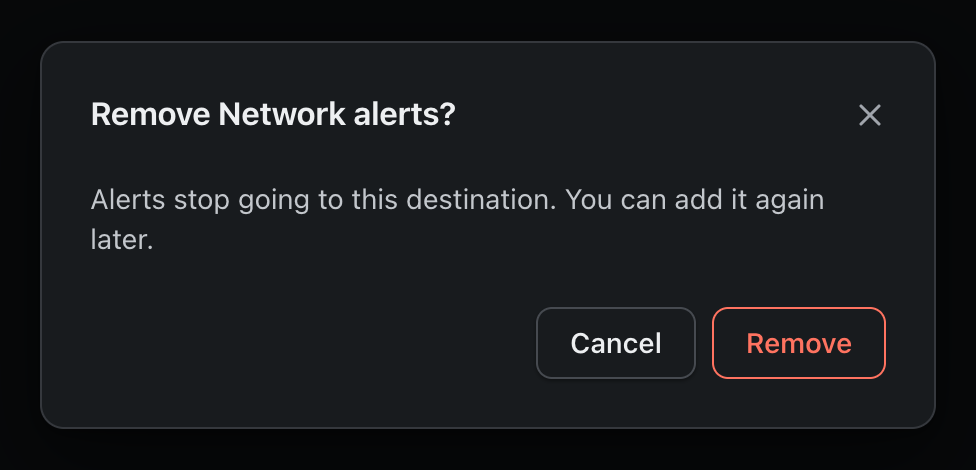 Remove Network alerts?
Alerts stop going to this destination. You can add it again
later.
Cancel
Remove